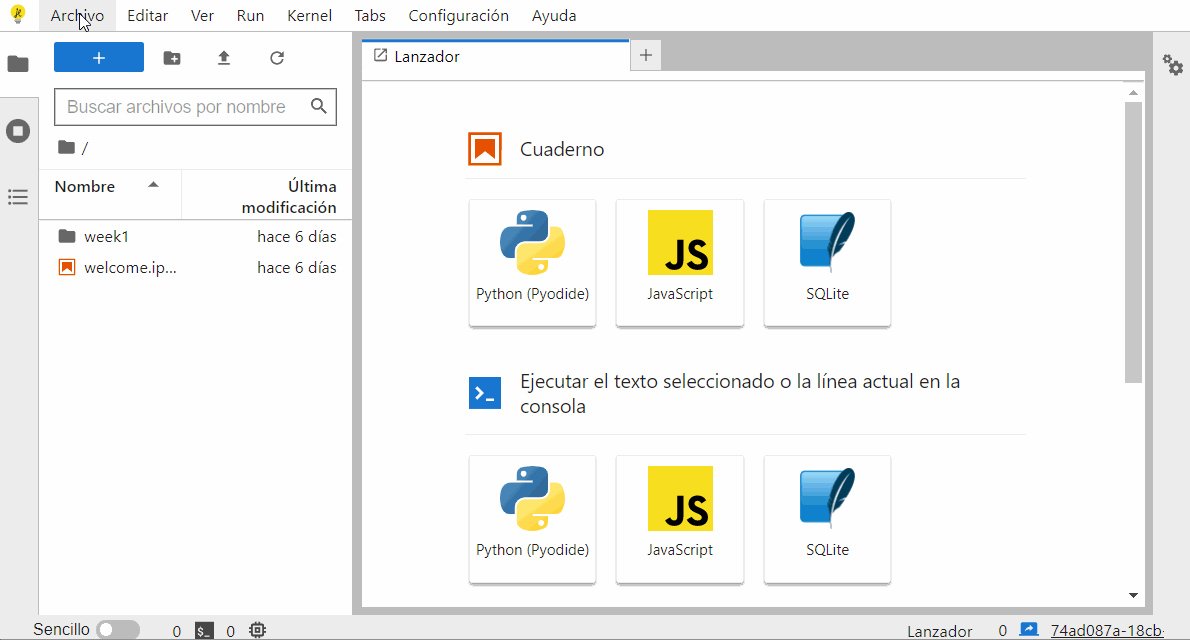 Archivo Editar Ver Run Kernel Tabs Configuración Ayuda
+
Buscar archivos por nombre
/
Nombre
Última
modificación
week1 hace 6 días
welcome.ip... hace 6 días
Lanzador
+
Cuaderno
JS
Python (Pyodide) JavaScript SQLite
Ejecutar el texto seleccionado o la línea actual en la
consola
JS
Python (Pyodide) JavaScript SQLite
Sencillo 0 $_ 0
Lanzador 0 74ad087a-18cb-